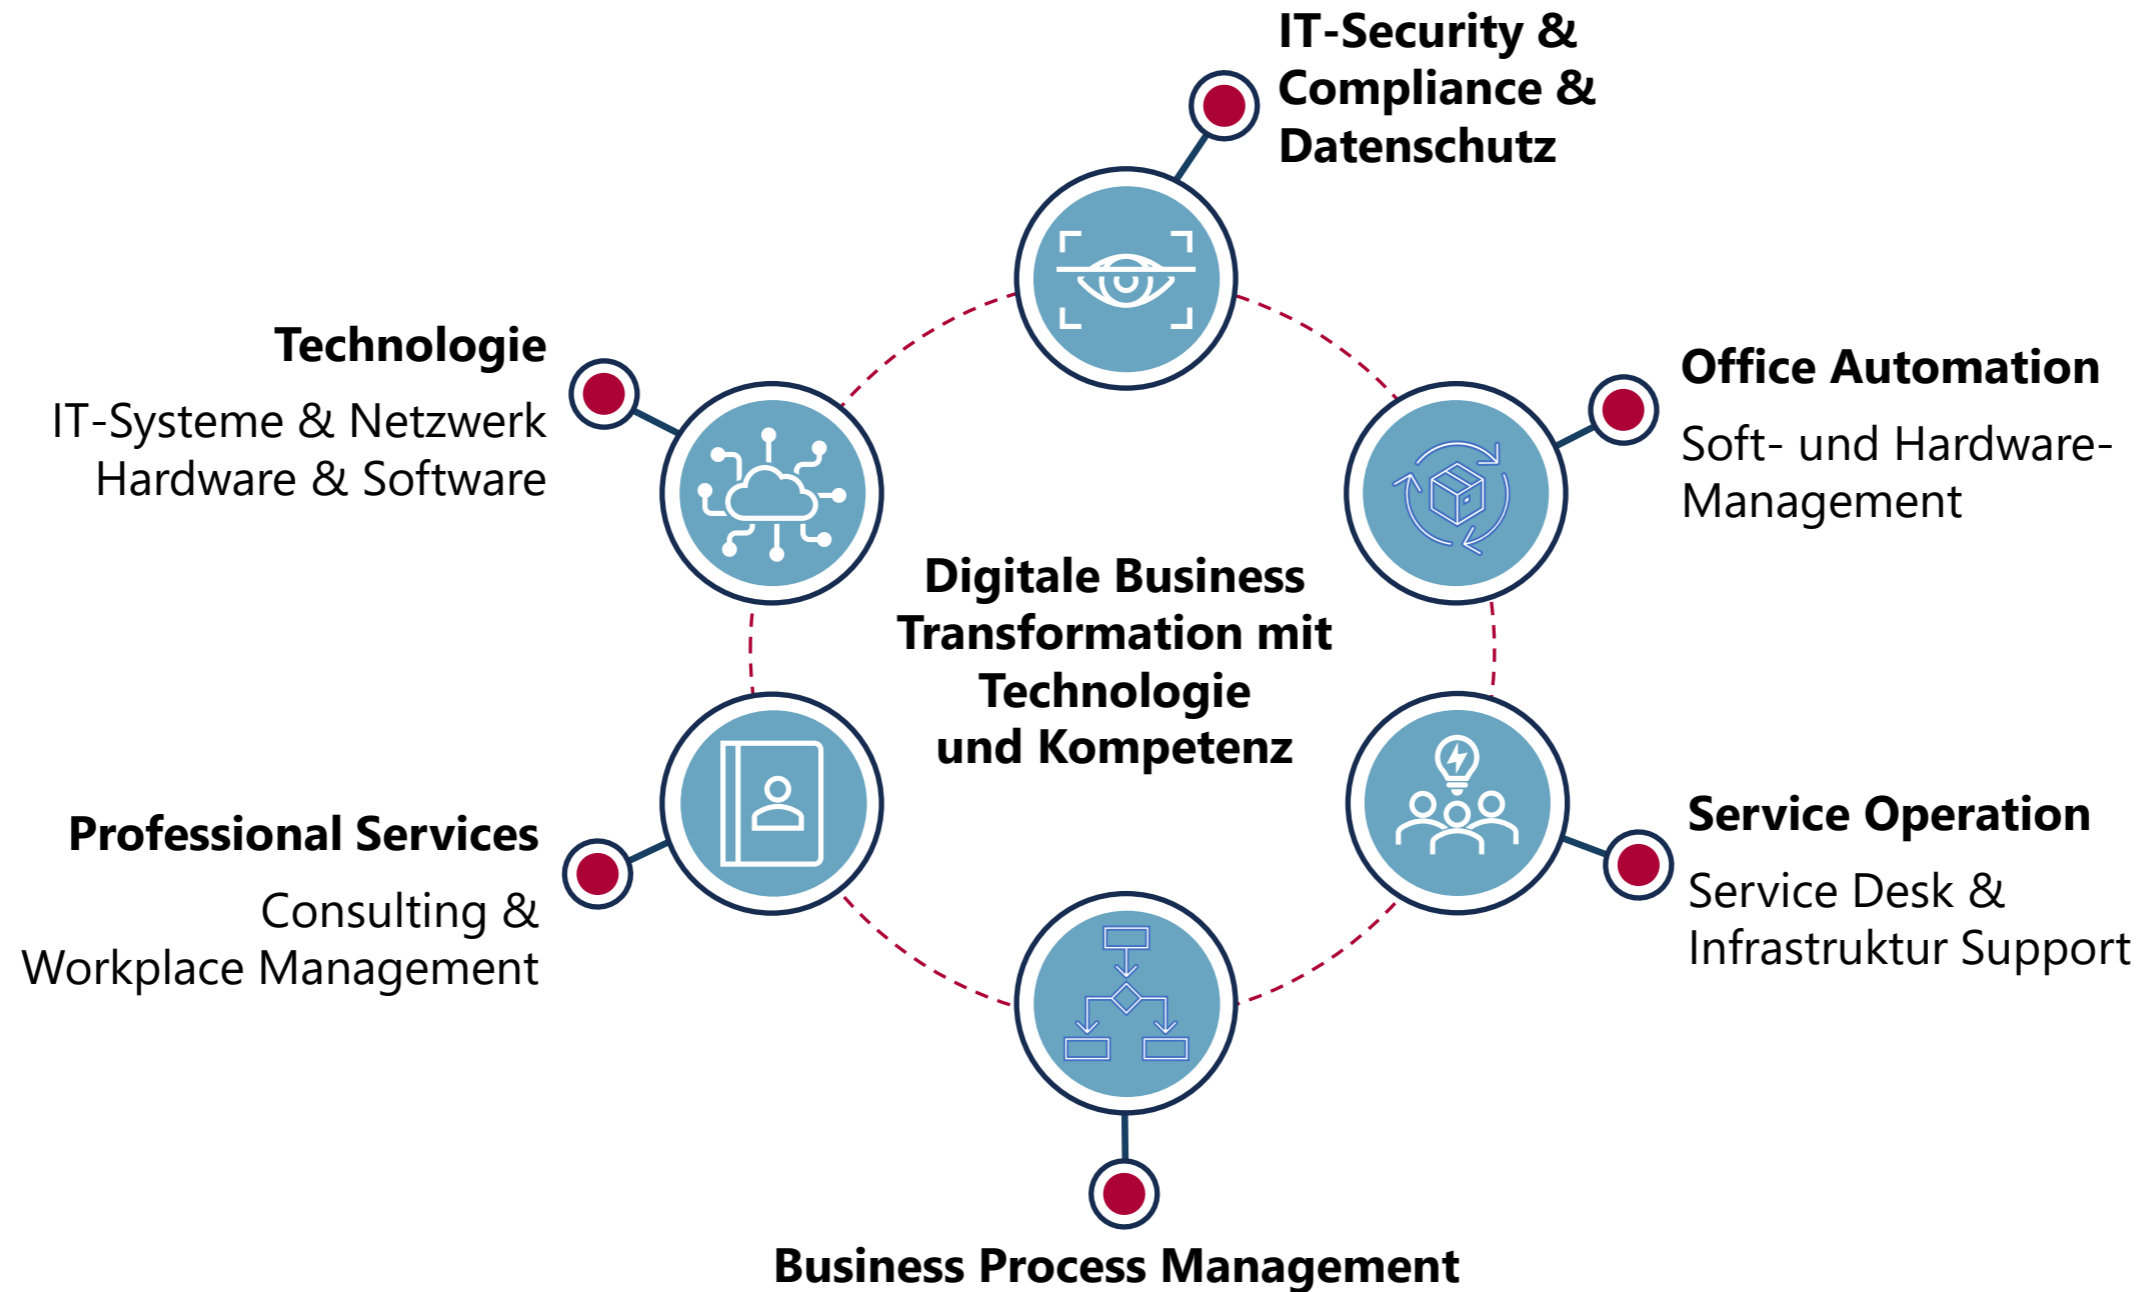 IT-Security &
Compliance &
Datenschutz
Technologie
IT-Systeme & Netzwerk
Hardware & Software
Office Automation
Soft- und Hardware-
Management
Digitale Business
Transformation mit
Technologie
und Kompetenz
Professional Services
Consulting &
Workplace Management
Service Operation
Service Desk &
Infrastruktur Support
Business Process Management